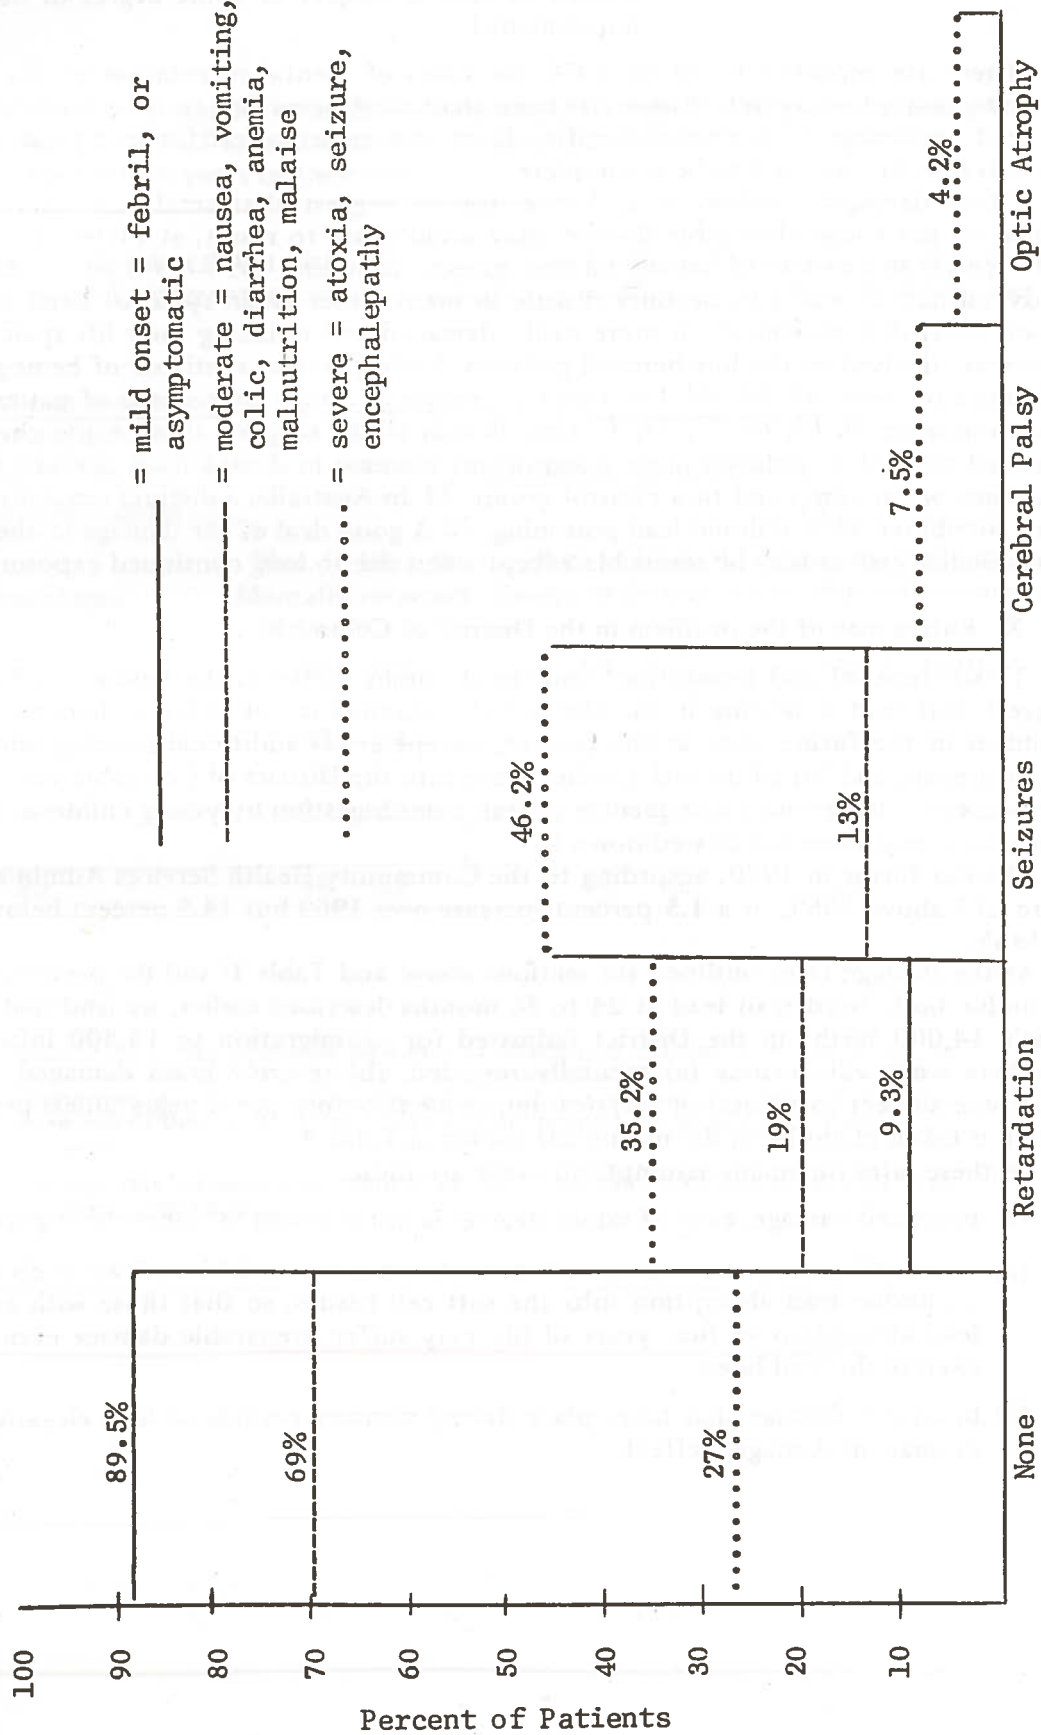 = mild onset = febril, or
asymptomatic
= moderate = nausea, vomiting,
colic, diarrhea, anemia,
malnutrition, malaise
= severe = atoxia, seizure,
encephalepathy
Percent of Patients
100
90
80
70
60
50
40
30
20
10
89.5%
69%
27%
35.2%
19%
9.3%
46.2%
13%
7.5%
4.2%
None
Retardation
Seizures
Cerebral Palsy
Optic Atrophy